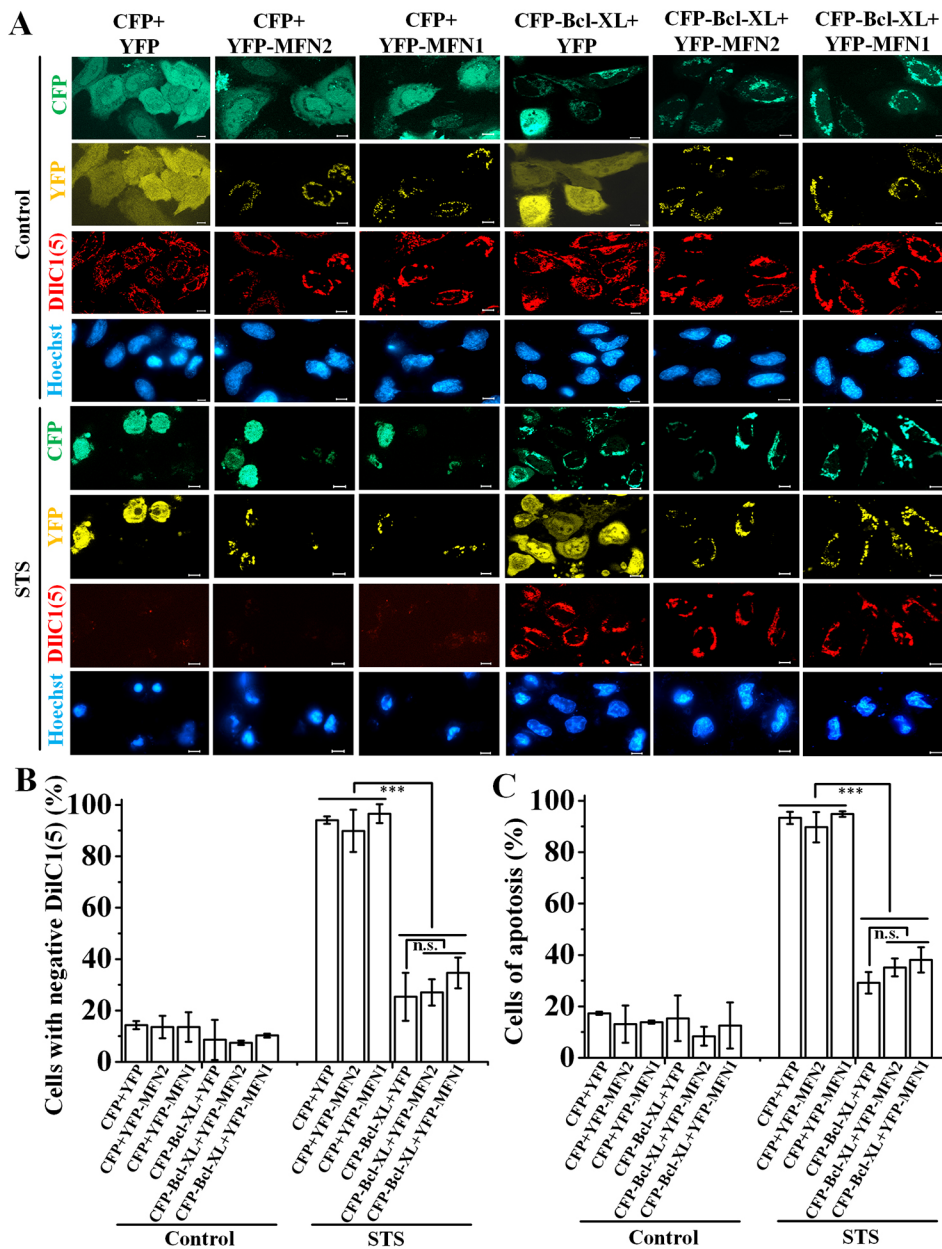 A
CFP+
YFP
CFP+
YFP-MFN2
CFP+
YFP-MFN1
CFP-Bcl-XL+
YFP
CFP-Bcl-XL+
YFP-MFN2
CFP-Bcl-XL+
YFP-MFN1
Control
CFP
YFP
DIlC1(5)
Hoechst
STS
CFP
YFP
DIlC1(5)
Hoechst
B
Cells with negative DilC1(5) (%)
100
80
60
40
20
0
***
n.s.
CFP+YFP
CFP+YFP-MFN2
CFP+YFP-MFN1
CFP-Bcl-XL+YFP
CFP-Bcl-XL+YFP-MFN2
CFP-Bcl-XL+YFP-MFN1
CFP+YFP
CFP+YFP-MFN2
CFP+YFP-MFN1
CFP-Bcl-XL+YFP
CFP-Bcl-XL+YFP-MFN2
CFP-Bcl-XL+YFP-MFN1
Control
STS
C
Cells of apotosis (%)
100
80
60
40
20
0
***
n.s.
CFP+YFP
CFP+YFP-MFN2
CFP+YFP-MFN1
CFP-Bcl-XL+YFP
CFP-Bcl-XL+YFP-MFN2
CFP-Bcl-XL+YFP-MFN1
CFP+YFP
CFP+YFP-MFN2
CFP+YFP-MFN1
CFP-Bcl-XL+YFP
CFP-Bcl-XL+YFP-MFN2
CFP-Bcl-XL+YFP-MFN1
Control
STS